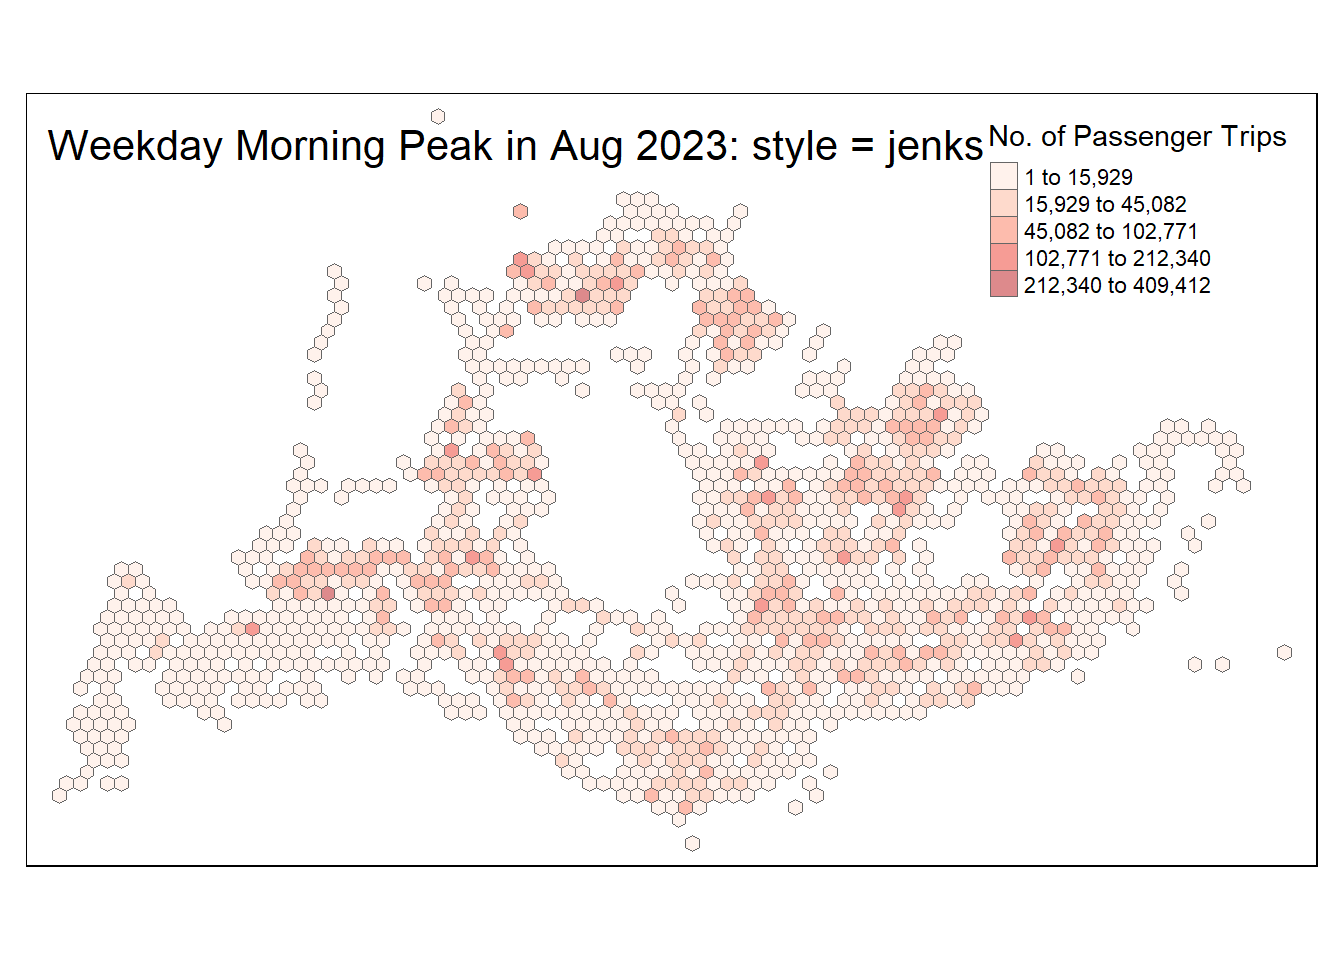 Weekday Morning Peak in Aug 2023: style = jenks
No. of Passenger Trips
1 to 15,929
15,929 to 45,082
45,082 to 102,771
102,771 to 212,340
212,340 to 409,412